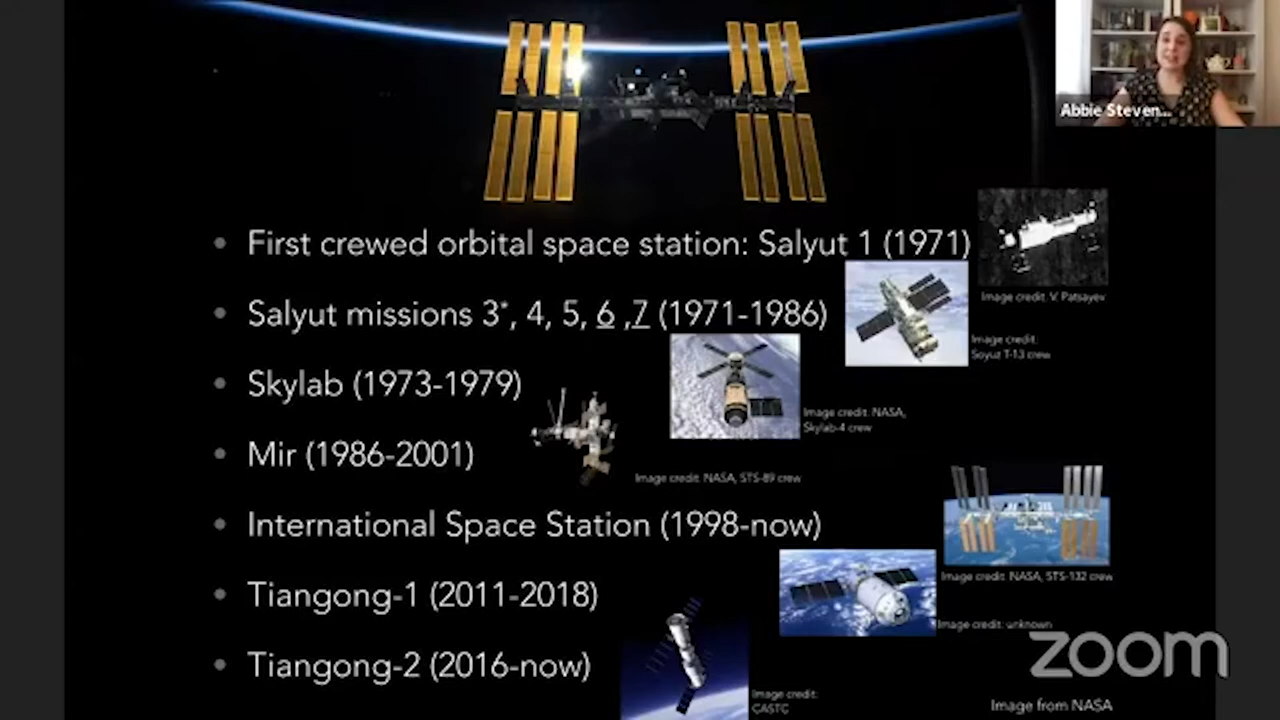 Abbie Steven...
• First crewed orbital space station: Salyut 1 (1971)
Image credit: V. Patsayev
• Salyut missions 3*, 4, 5, 6 ,7 (1971-1986)
Image credit:
Soyuz T-13 crew
• Skylab (1973-1979)
Image credit: NASA,
Skylab-4 crew
• Mir (1986-2001)
Image credit: NASA, STS-89 crew
• International Space Station (1998-now)
Image credit: NASA, STS-132 crew
• Tiangong-1 (2011-2018)
Image credit: unknown
• Tiangong-2 (2016-now)
Image credit:
CASTC
zoom
Image from NASA